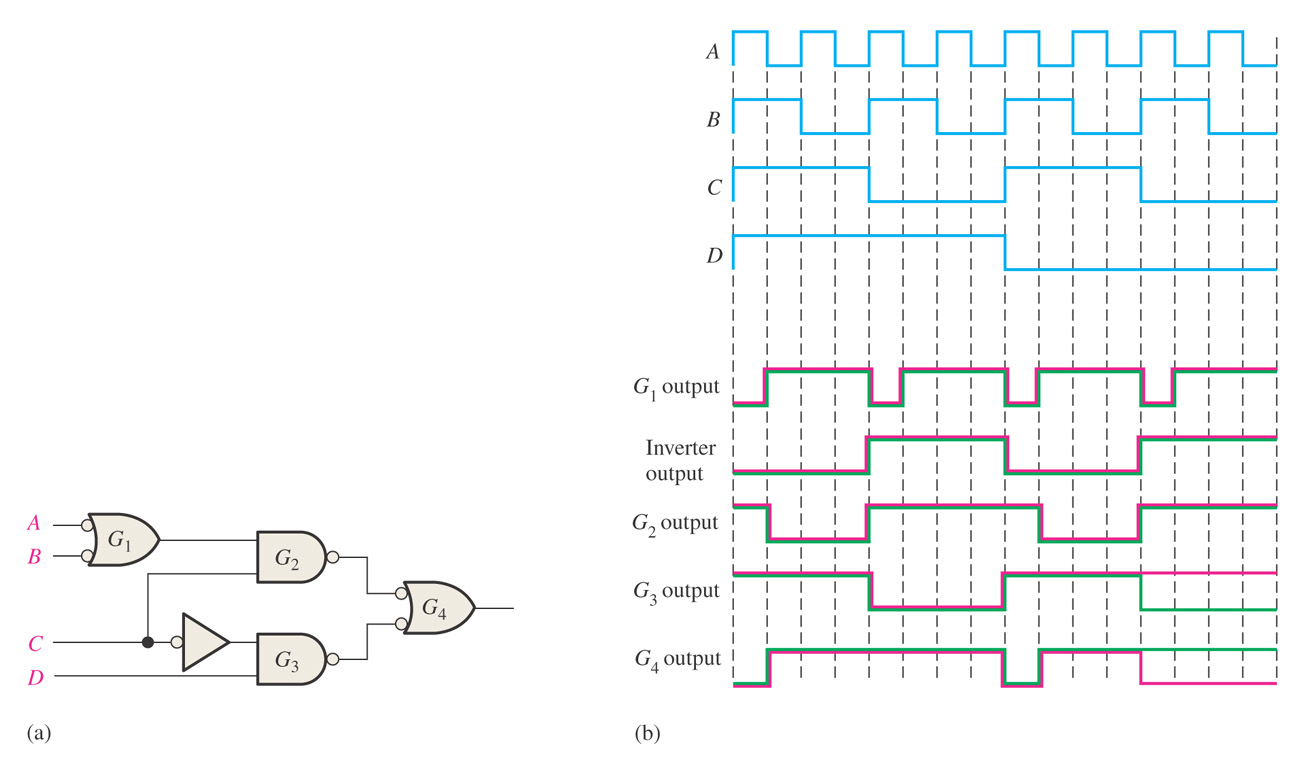 A
B
C
D
G1
G2
G3
G4
(a)
A
B
C
D
G1 output
Inverter
output
G2 output
G3 output
G4 output
(b)